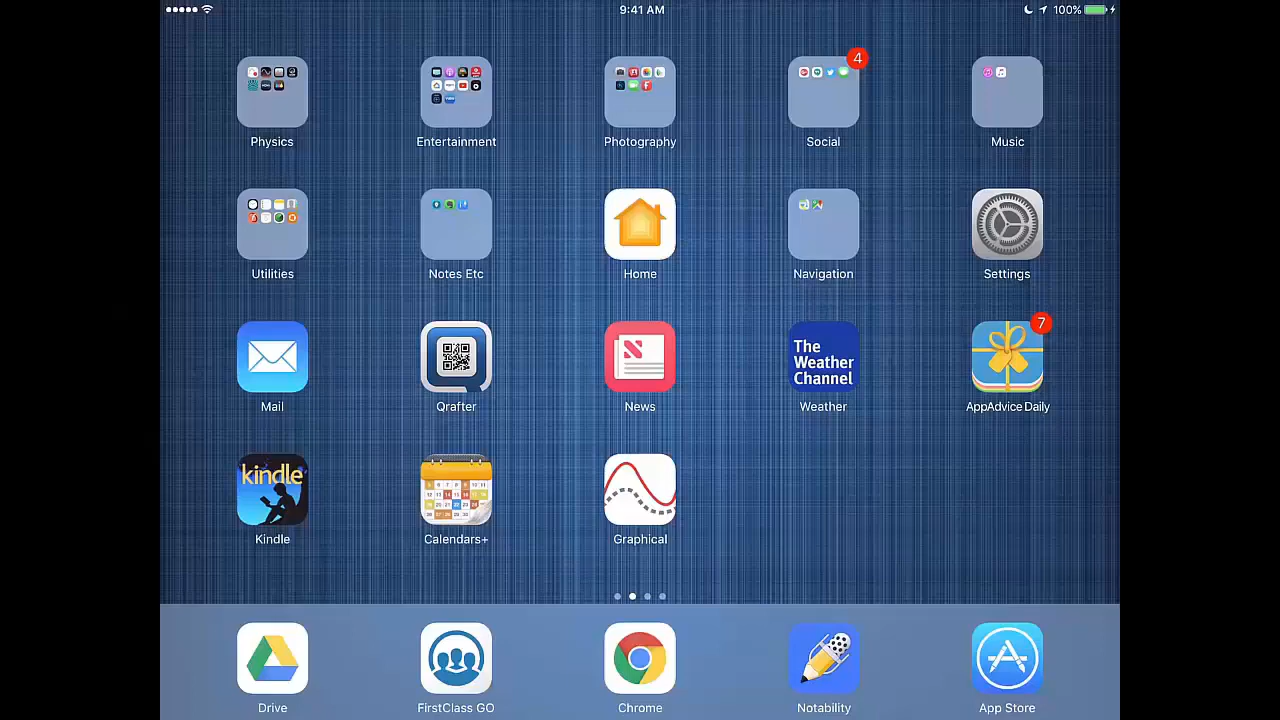 9:41 AM
100%
4
Physics
Entertainment
Photography
Social
Music
Utilities
Notes Etc
Home
Navigation
Settings
The
Weather
Channel
7
Mail
Qrafter
News
Weather
AppAdvice Daily
kindle
Kindle
Calendars+
Graphical
Drive
FirstClass GO
Chrome
Notability
App Store